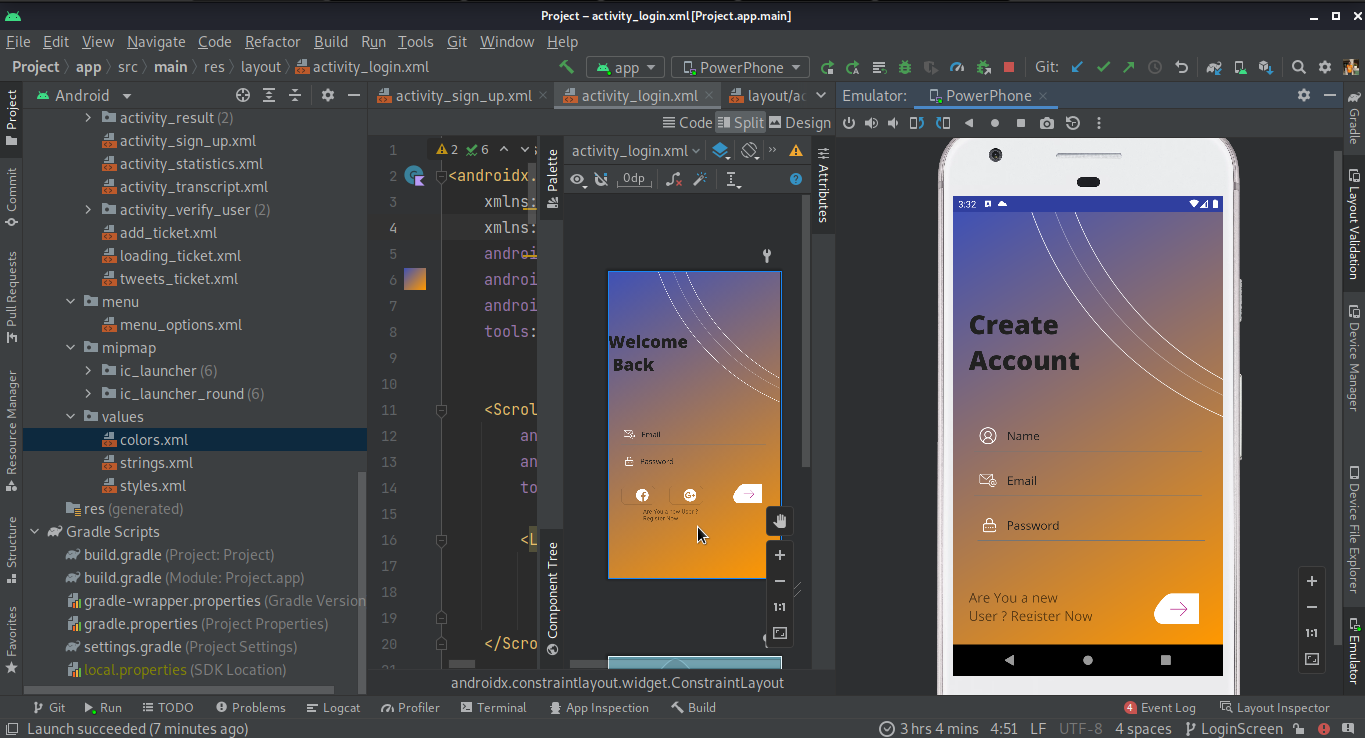 Project – activity_login.xml [Project.app.main]
File Edit View Navigate Code Refactor Build Run Tools Git Window Help
Project app src main res layout activity_login.xml
app PowerPhone Git:
Android
activity_sign_up.xml activity_login.xml layout/ac
Emulator: PowerPhone
Code Split Design
Project
Commit
Pull Requests
Resource Manager
Structure
Favorites
activity_result (2)
activity_sign_up.xml
activity_statistics.xml
activity_transcript.xml
activity_verify_user (2)
add_ticket.xml
loading_ticket.xml
tweets_ticket.xml
menu
menu_options.xml
mipmap
ic_launcher (6)
ic_launcher_round (6)
values
colors.xml
strings.xml
styles.xml
res (generated)
Gradle Scripts
build.gradle (Project: Project)
build.gradle (Module: Project.app)
gradle-wrapper.properties (Gradle Version
gradle.properties (Project Properties)
settings.gradle (Project Settings)
local.properties (SDK Location)
1 2 6
2 <androidx.
3 xmlns:
4 xmlns:
5 androi
6 androi
7 androi
8 tools:
9
10
11 <Scrol
12 an
13 an
14 to
15
16 <L
17
18
19
20 </Scro
21
androidx.constraintlayout.widget.ConstraintLayout
Palette
Component Tree
activity_login.xml
0dp
Attributes
Welcome
Back
Email
Password
Are You a new User ?
Register Now
1:1
3:32
Create
Account
Name
Email
Password
Are You a new
User ? Register Now
1:1
Gradle
Layout Validation
Device Manager
Device File Explorer
Emulator
Git Run TODO Problems Logcat Profiler Terminal App Inspection Build 4 Event Log Layout Inspector
Launch succeeded (7 minutes ago) 3 hrs 4 mins 4:51 LF UTF-8 4 spaces LoginScreen